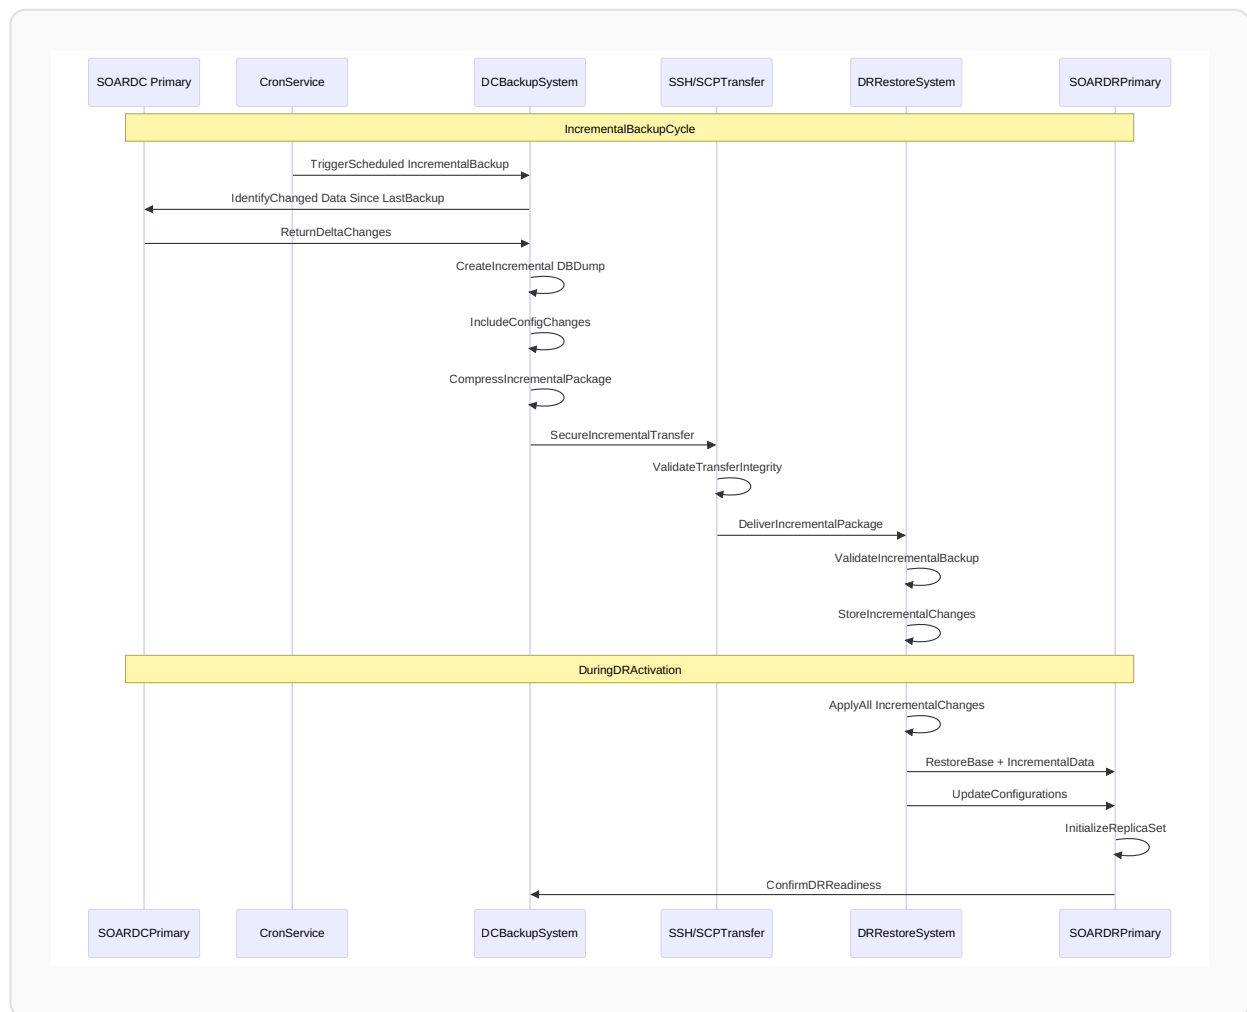 SOARDC Primary
CronService
DCBackupSystem
SSH/SCPTransfer
DRRestoreSystem
SOARDRPrimary
IncrementalBackupCycle
TriggerScheduled IncrementalBackup
IdentifyChanged Data Since LastBackup
ReturnDeltaChanges
CreateIncremental DBDump
IncludeConfigChanges
CompressIncrementalPackage
SecureIncrementalTransfer
ValidateTransferIntegrity
DeliverIncrementalPackage
ValidateIncrementalBackup
StoreIncrementalChanges
DuringDRActivation
ApplyAll IncrementalChanges
RestoreBase + IncrementalData
UpdateConfigurations
InitializeReplicaSet
ConfirmDRReadiness
SOARDCPrimary
CronService
DCBackupSystem
SSH/SCPTransfer
DRRestoreSystem
SOARDRPrimary